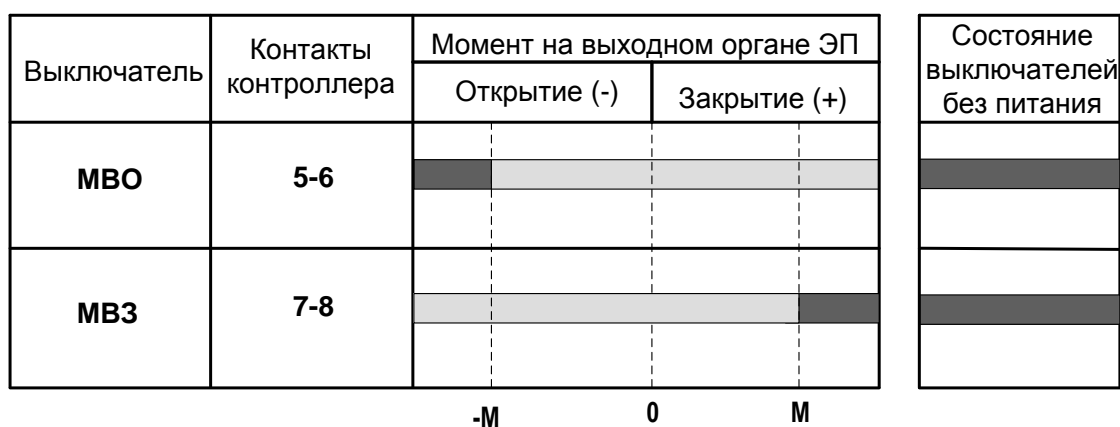 Выключатель
Контакты
контроллера
Момент на выходном органе ЭП
Открытие (-)
Закрытие (+)
Состояние
выключателей
без питания
МВО
5-6
МВЗ
7-8
-М
0
М